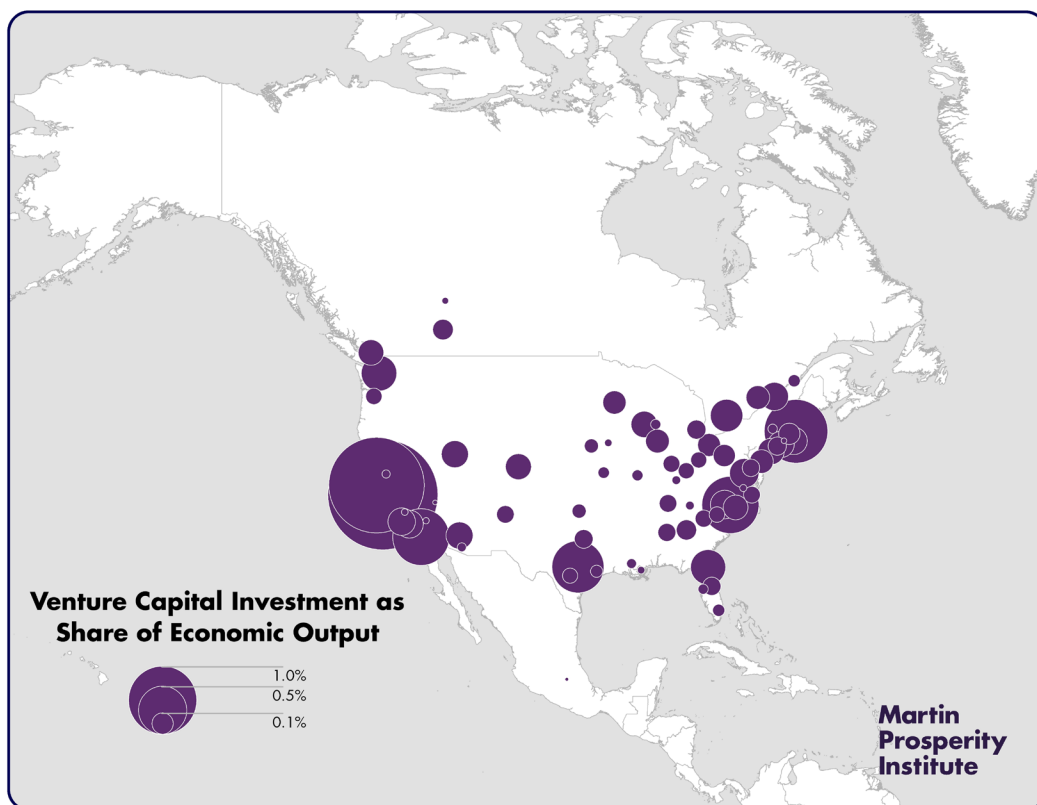 Venture Capital Investment as
Share of Economic Output
1.0%
0.5%
0.1%
Martin
Prosperity
Institute